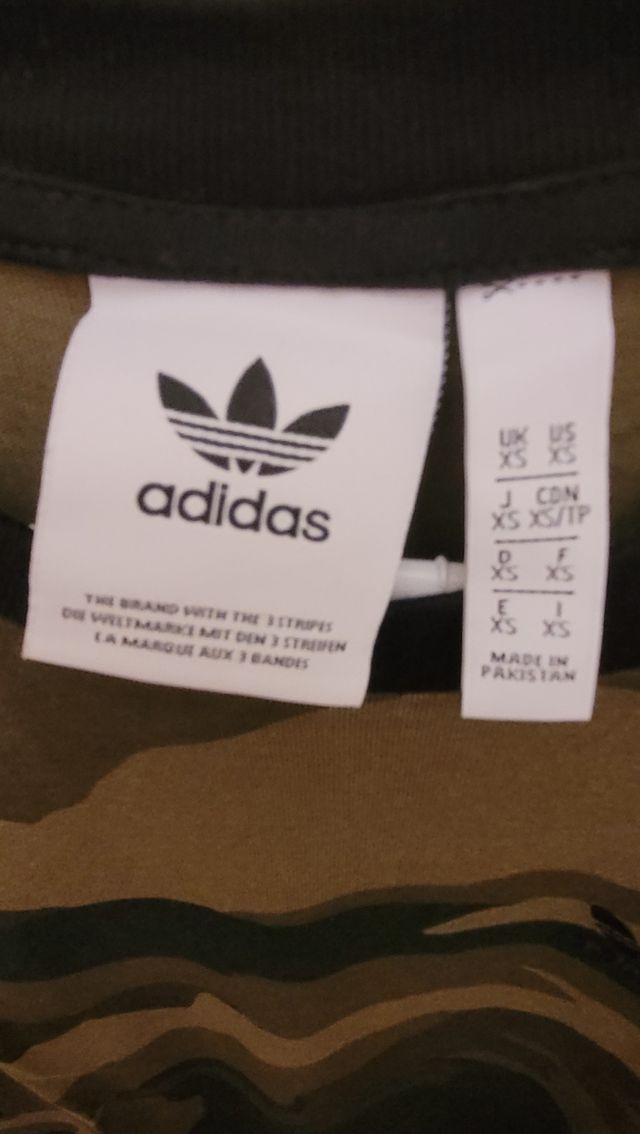 adidas
THE BRAND WITH THE 3 STRIPES
DIE WELTMARKE MIT DEN 3 STREIFEN
LA MARQUE AUX 3 BANDES
UK US
XS XS
J CDN
XS XS/TP
D F
XS XS
E I
XS XS
MADE IN
PAKISTAN